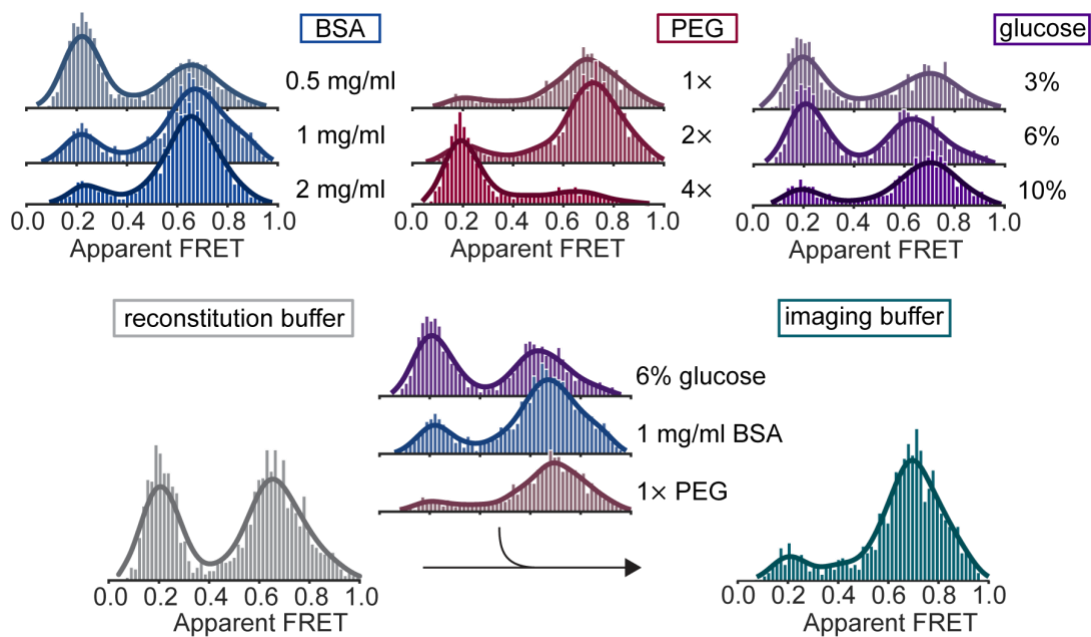 BSA
0.5 mg/ml
1 mg/ml
2 mg/ml
0.0 0.2 0.4 0.6 0.8 1.0
Apparent FRET
PEG
1×
2×
4×
0.0 0.2 0.4 0.6 0.8 1.0
Apparent FRET
glucose
3%
6%
10%
0.0 0.2 0.4 0.6 0.8 1.0
Apparent FRET
reconstitution buffer
0.0 0.2 0.4 0.6 0.8 1.0
Apparent FRET
6% glucose
1 mg/ml BSA
1× PEG
imaging buffer
0.0 0.2 0.4 0.6 0.8 1.0
Apparent FRET